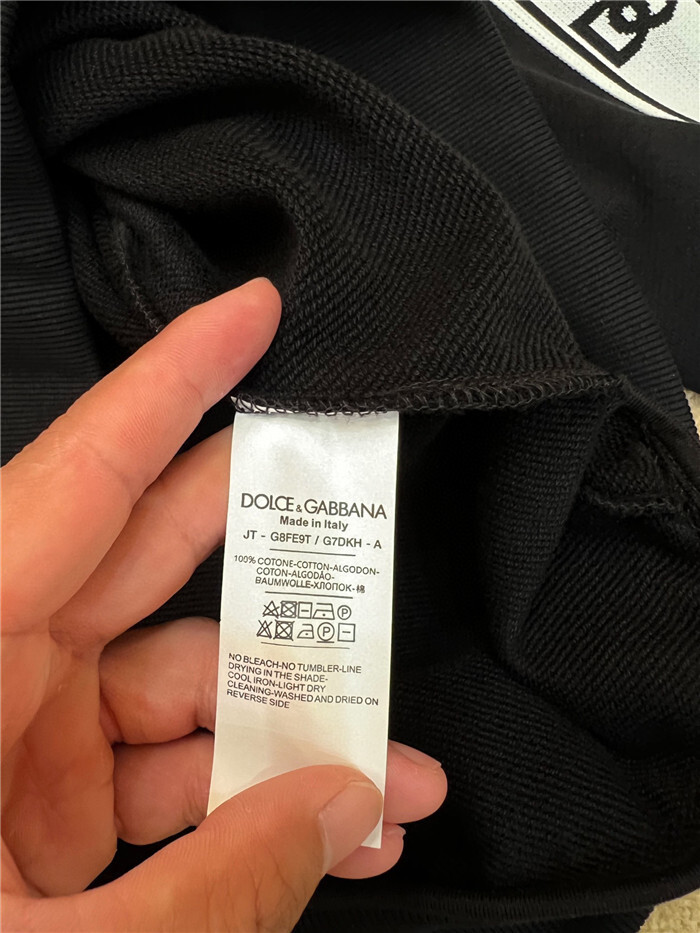 DG
DOLCE & GABBANA
Made in Italy
JT - G8FE9T / G7DKH - A
100% COTONE-COTTON-ALGODON-
COTON-ALGODÃO-
BAUMWOLLE-ХЛОПОК-棉
P
P
NO BLEACH-NO TUMBLER-LINE
DRYING IN THE SHADE-
COOL IRON-LIGHT DRY
CLEANING-WASHED AND DRIED ON
REVERSE SIDE